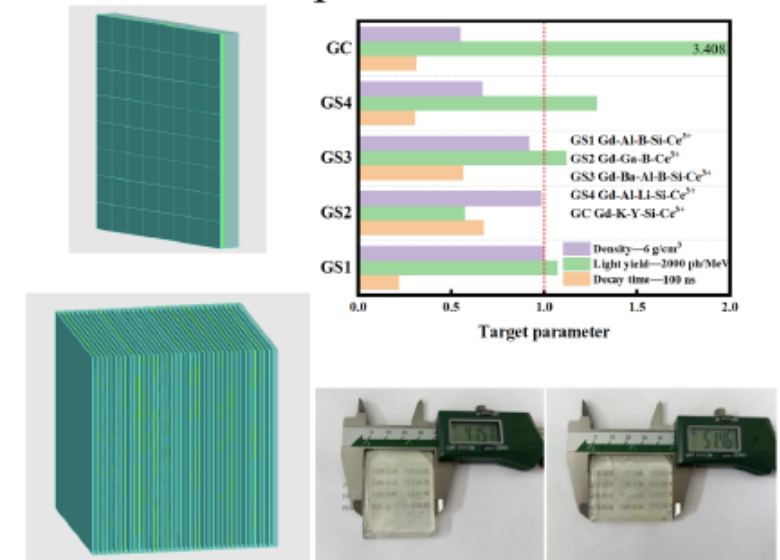 GC
3.408
GS4
GS3
GS1 Gd-Al-B-Si-Ce³⁺
GS2 Gd-Ga-B-Ce³⁺
GS3 Gd-Ba-Al-B-Si-Ce³⁺
GS4 Gd-Al-Li-Si-Ce³⁺
GC Gd-K-Y-Si-Ce³⁺
GS2
GS1
Density—6 g/cm³
Light yield—2000 ph/MeV
Decay time—100 ns
0.0 0.5 1.0 1.5 2.0
Target parameter